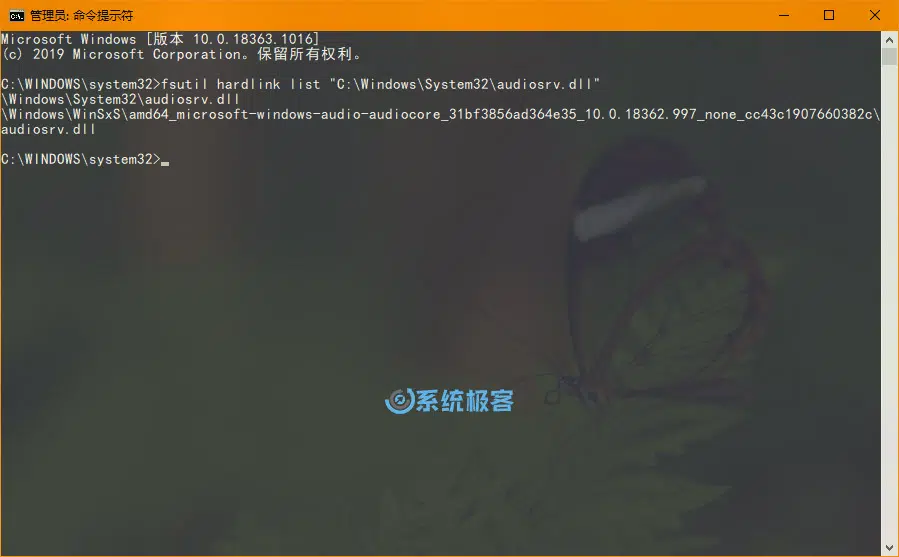 管理员: 命令提示符
Microsoft Windows [版本 10.0.18363.1016]
(c) 2019 Microsoft Corporation。保留所有权利。
C:\WINDOWS\system32>fsutil hardlink list "C:\Windows\System32\audiosrv.dll"
\Windows\System32\audiosrv.dll
\Windows\WinSxS\amd64_microsoft-windows-audio-audiocore_31bf3856ad364e35_10.0.18362.997_none_cc43c1907660382c\
audiosrv.dll
C:\WINDOWS\system32>
系统极客